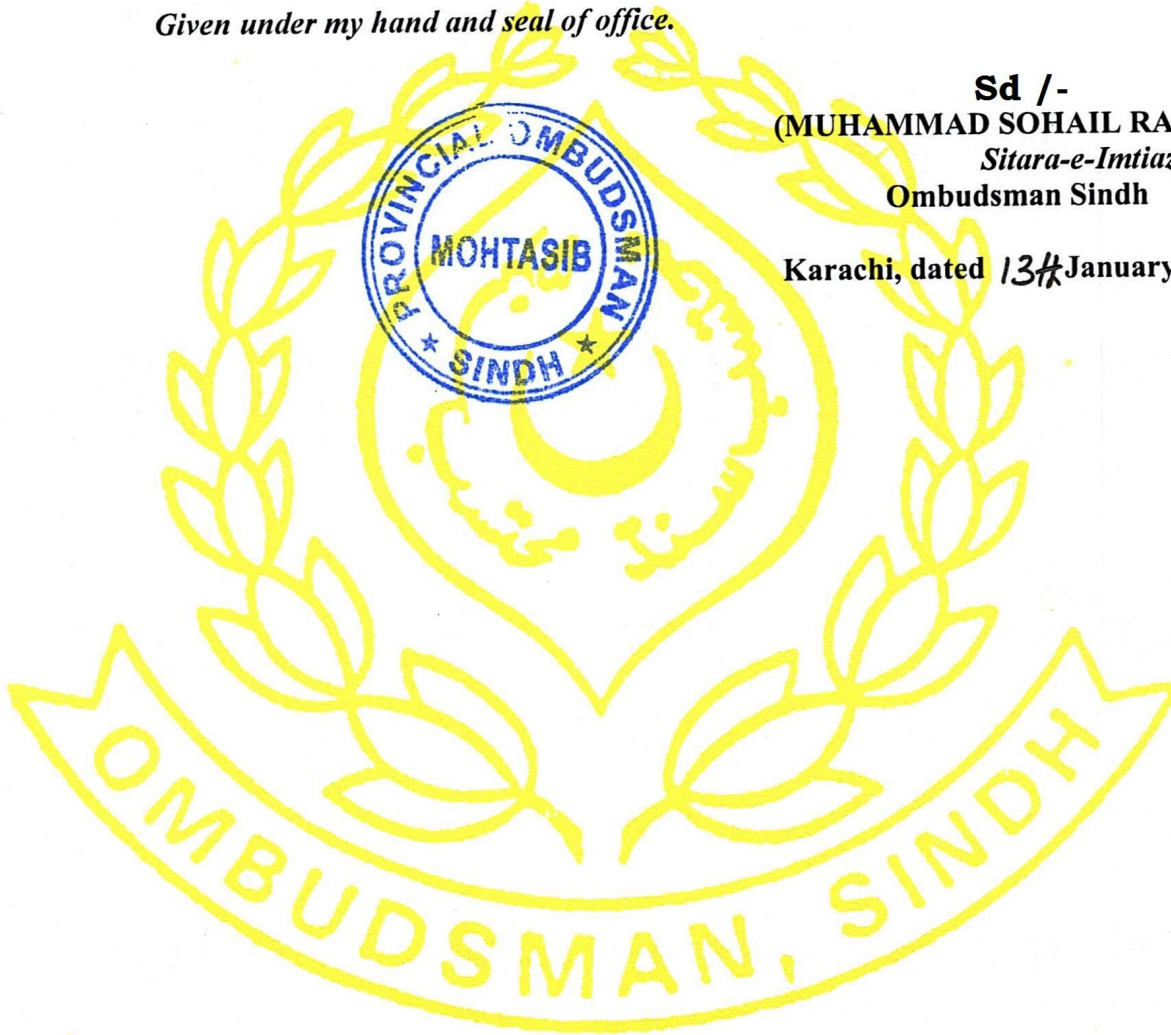 Given under my hand and seal of office.
Sd /-
(MUHAMMAD SOHAIL RA
Sitara-e-Imtiaz
Ombudsman Sindh
Karachi, dated 13th January
PROVINCIAL OMBUDSMAN
MOHTASIB
★ SINDH ★
OMBUDSMAN, SINDH